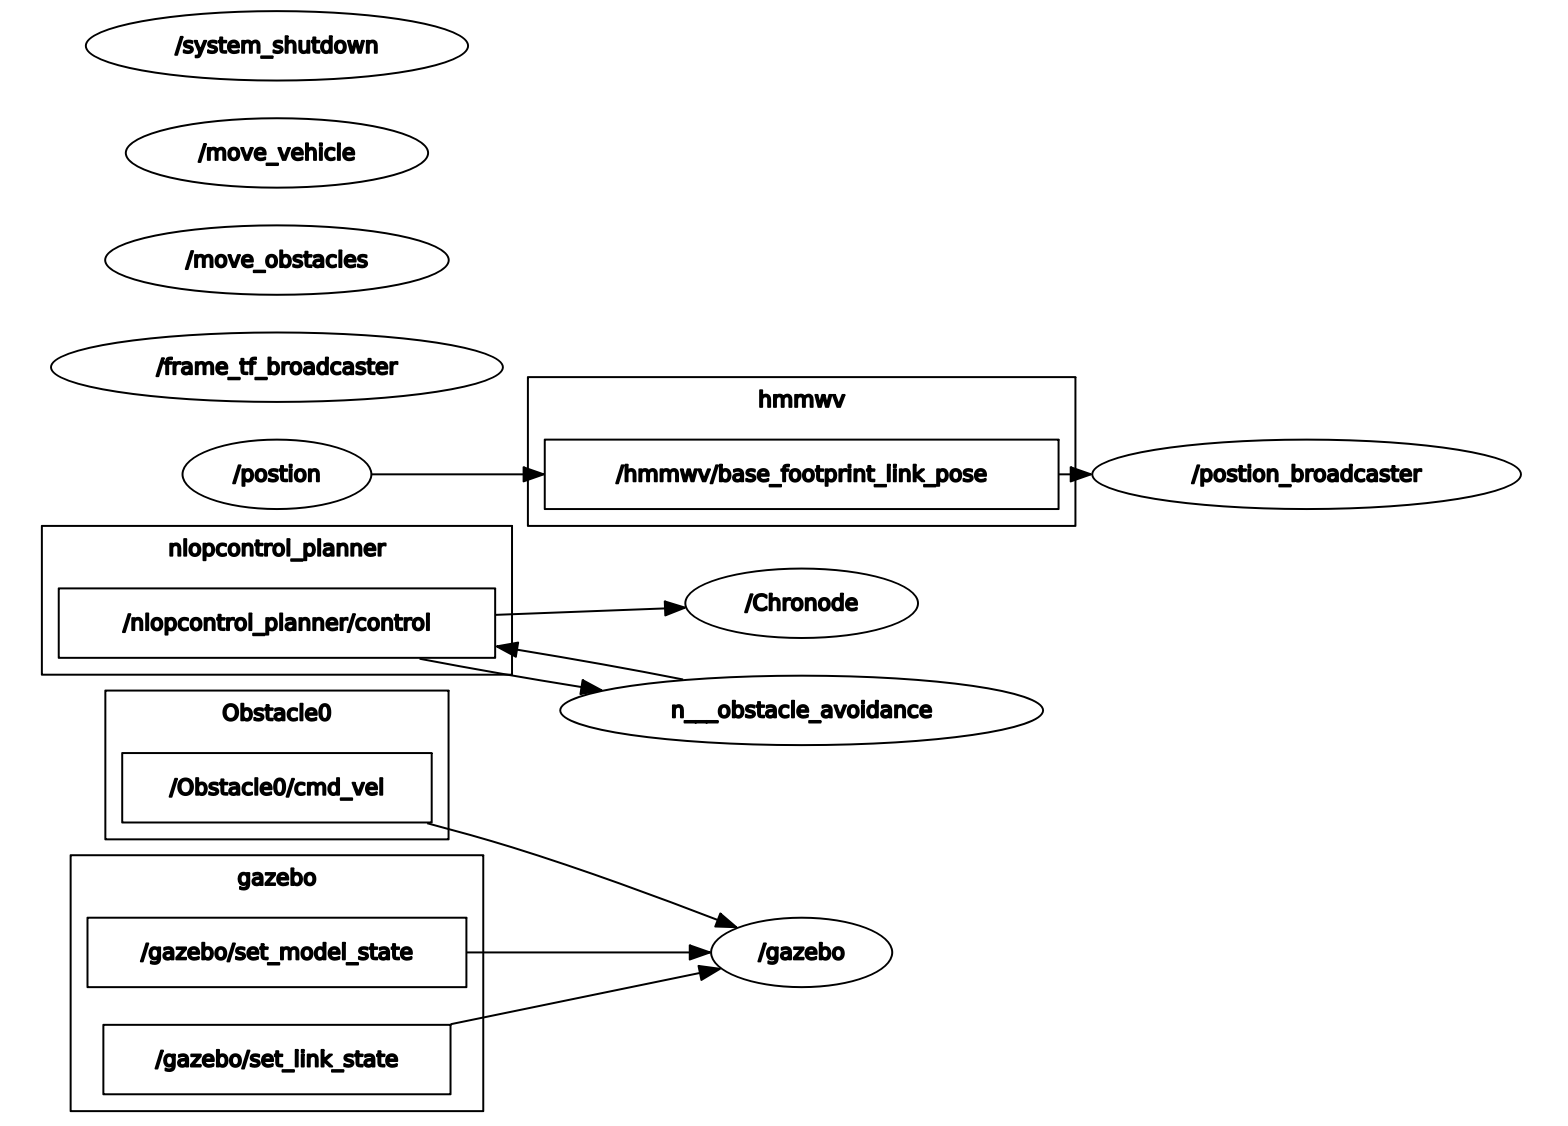 /system_shutdown
/move_vehicle
/move_obstacles
/frame_tf_broadcaster
hmmwv
/postion
/hmmwv/base_footprint_link_pose
/postion_broadcaster
nlopcontrol_planner
/nlopcontrol_planner/control
/Chronode
n___obstacle_avoidance
Obstacle0
/Obstacle0/cmd_vel
gazebo
/gazebo/set_model_state
/gazebo
/gazebo/set_link_state